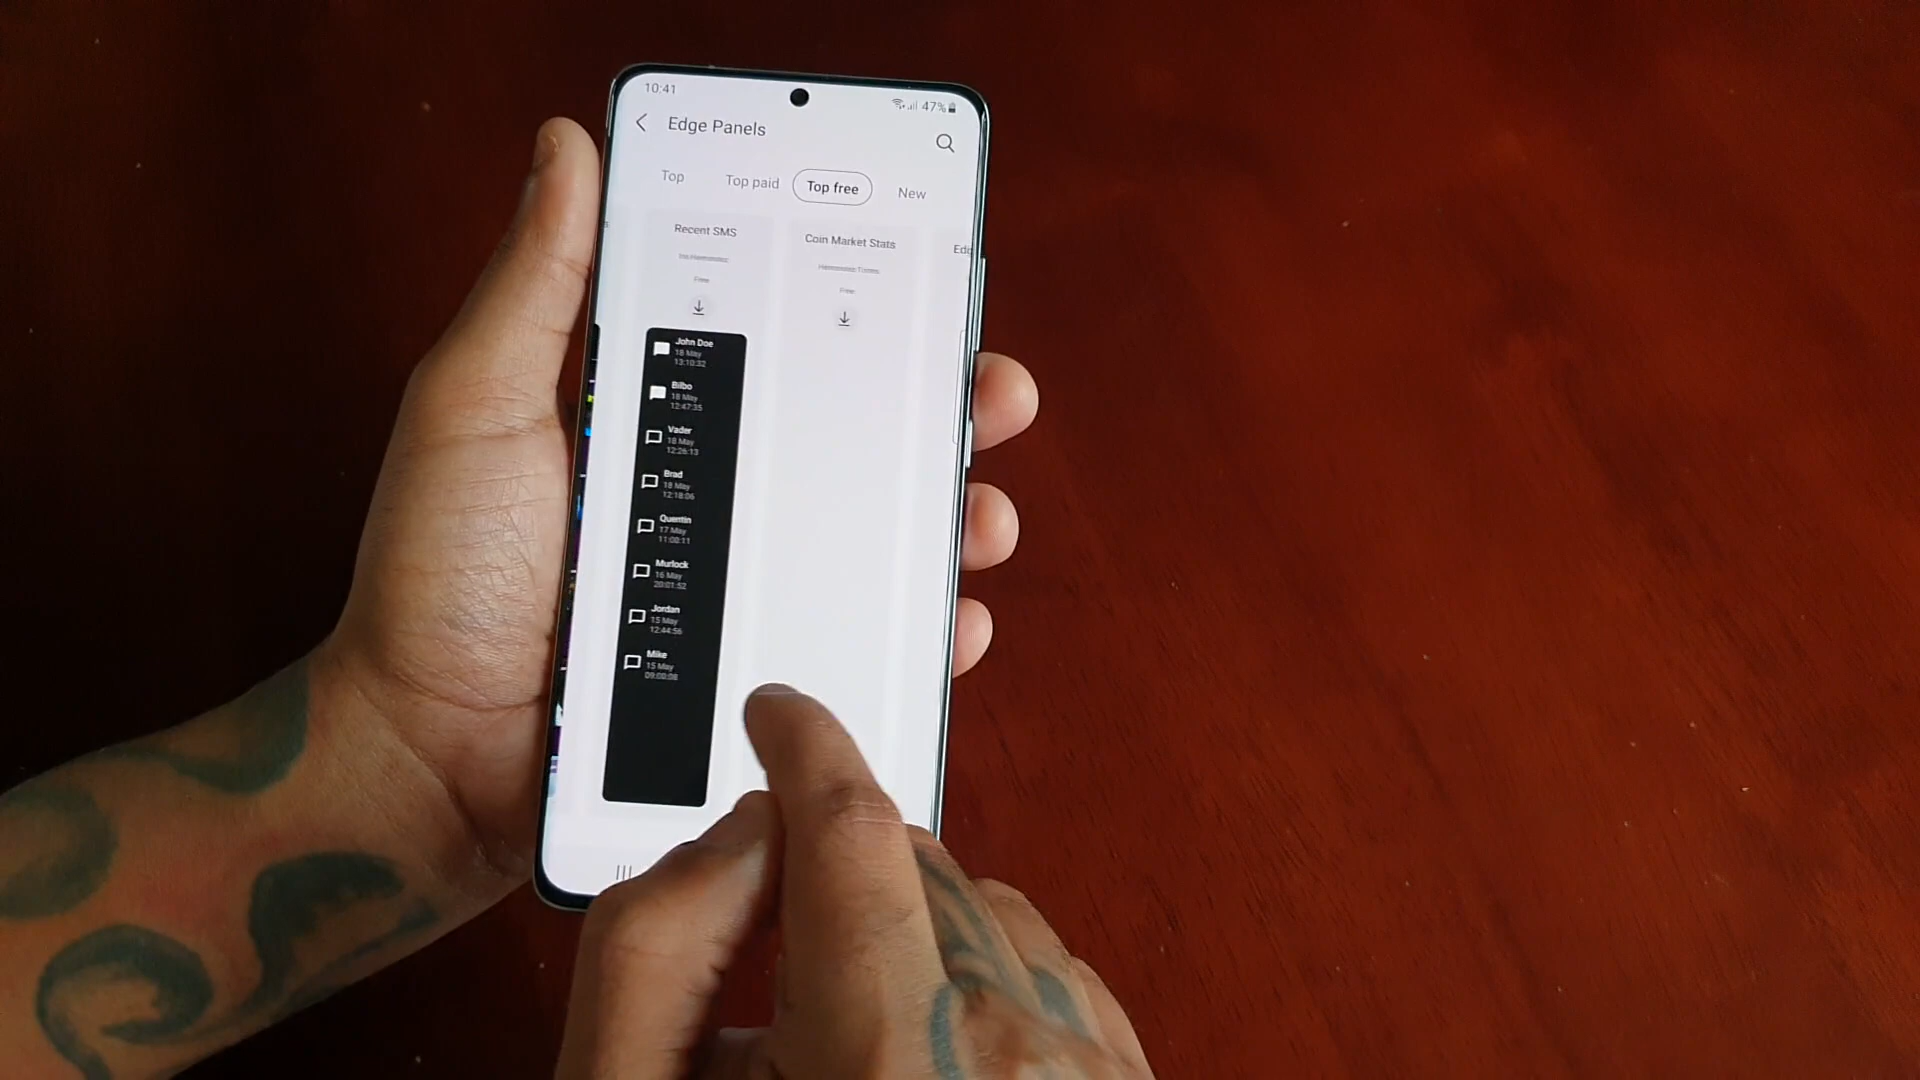 10:41
47%
Edge Panels
Top
Top paid
Top free
New
Recent SMS
Coin Market Stats
Free
Free
John Doe
18 May
13:10:32
Bilbo
18 May
12:47:35
Vader
18 May
12:26:13
Brad
18 May
12:18:06
Quentin
17 May
11:00:11
Murlock
16 May
20:01:52
Jordan
15 May
12:44:56
Mike
15 May
09:00:08